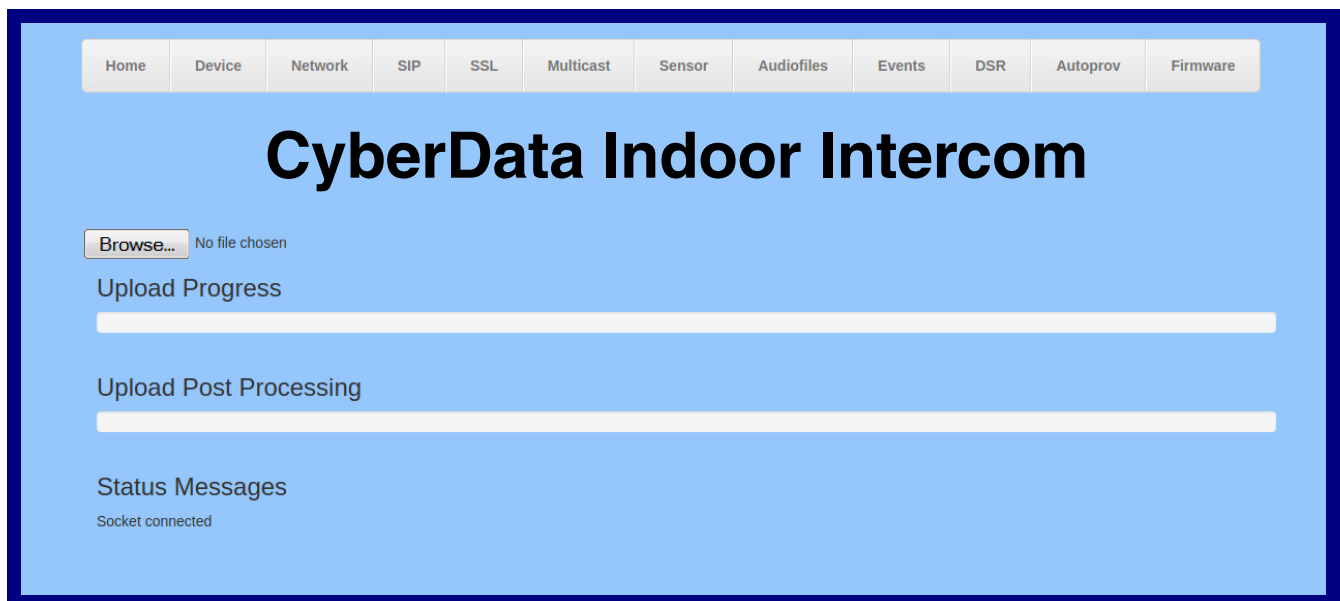 Home Device Network SIP SSL Multicast Sensor Audiofiles Events DSR Autoprov Firmware
CyberData Indoor Intercom
Browse... No file chosen
Upload Progress
Upload Post Processing
Status Messages
Socket connected